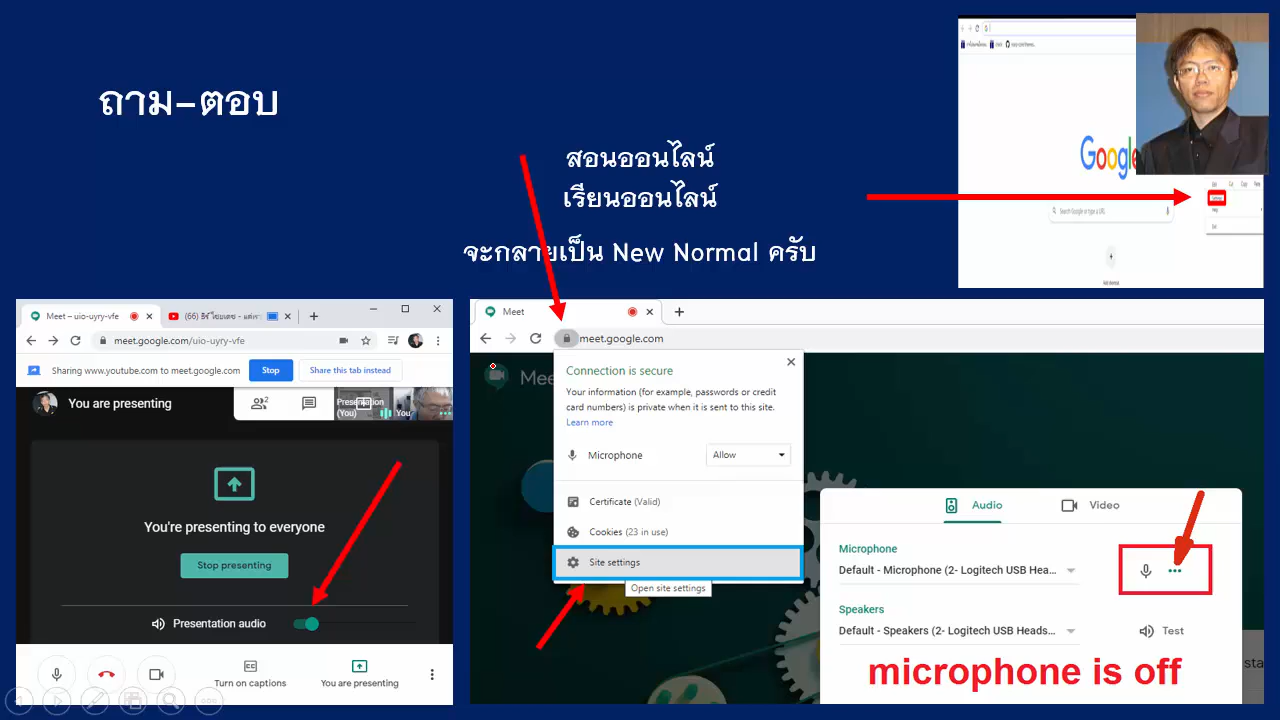 ถาม-ตอบ
สอนออนไลน์
เรียนออนไลน์
จะกลายเป็น New Normal ครับ
Google
Search Google or type a URL
Meet – uio-uyry-vfe
meet.google.com/uio-uyry-vfe
Sharing www.youtube.com to meet.google.com
Stop
Share this tab instead
You are presenting
2
Presentation
(You)
You
You're presenting to everyone
Stop presenting
Presentation audio
Turn on captions
You are presenting
Meet
meet.google.com
Connection is secure
Your information (for example, passwords or credit
card numbers) is private when it is sent to this site.
Learn more
Microphone
Allow
Certificate (Valid)
Cookies (23 in use)
Site settings
Open site settings
Audio
Video
Microphone
Default - Microphone (2- Logitech USB Hea...
Speakers
Default - Speakers (2- Logitech USB Heads...
Test
microphone is off